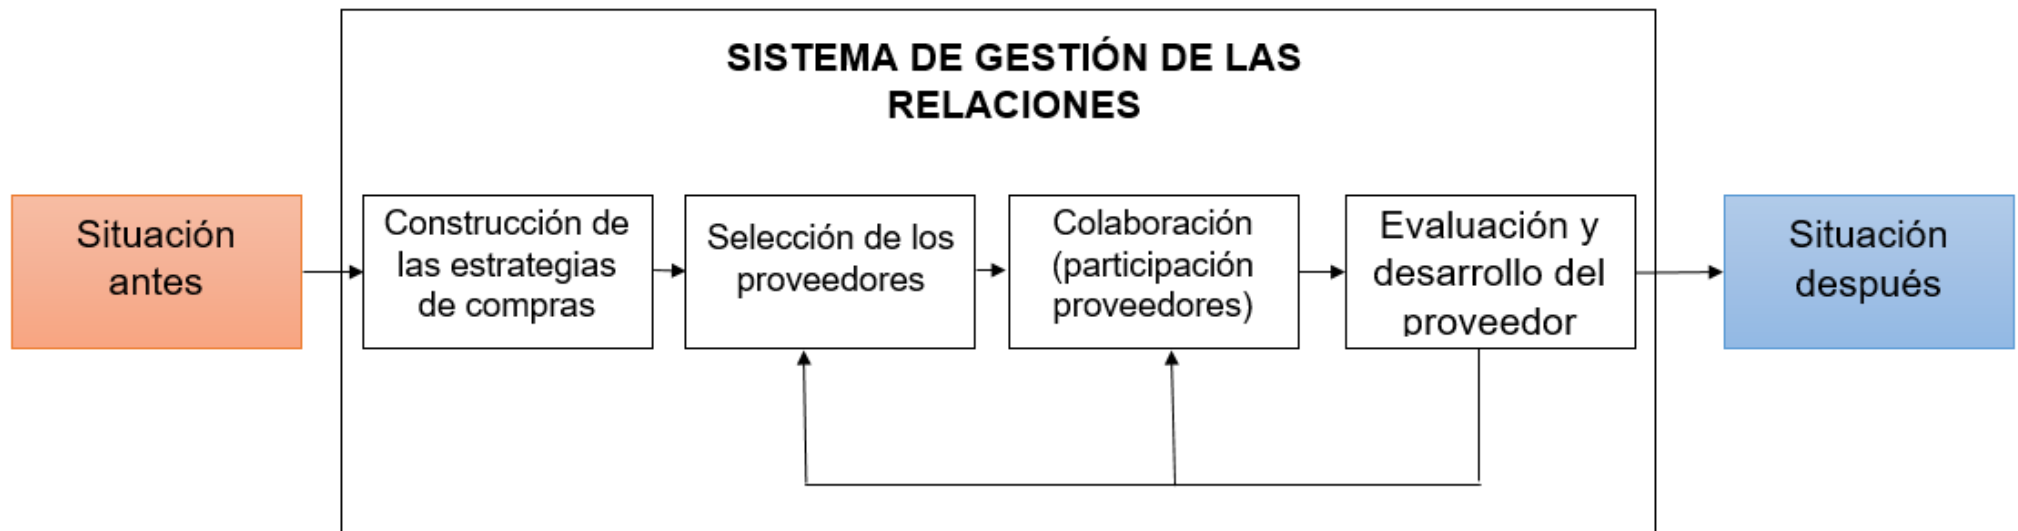 SISTEMA DE GESTIÓN DE LAS
RELACIONES
Situación
antes
Construcción de
las estrategias
de compras
Selección de los
proveedores
Colaboración
(participación
proveedores)
Evaluación y
desarrollo del
proveedor
Situación
después